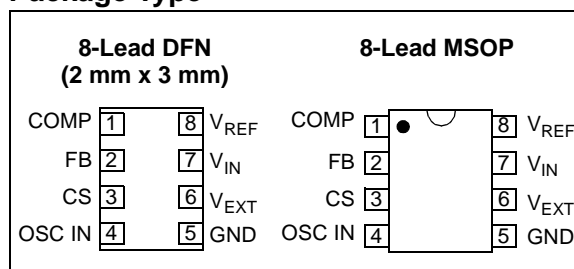 Package Type
8-Lead DFN
(2 mm x 3 mm)
COMP 1 8 VREF
FB 2 7 VIN
CS 3 6 VEXT
OSC IN 4 5 GND
8-Lead MSOP
COMP 1 8 VREF
FB 2 7 VIN
CS 3 6 VEXT
OSC IN 4 5 GND